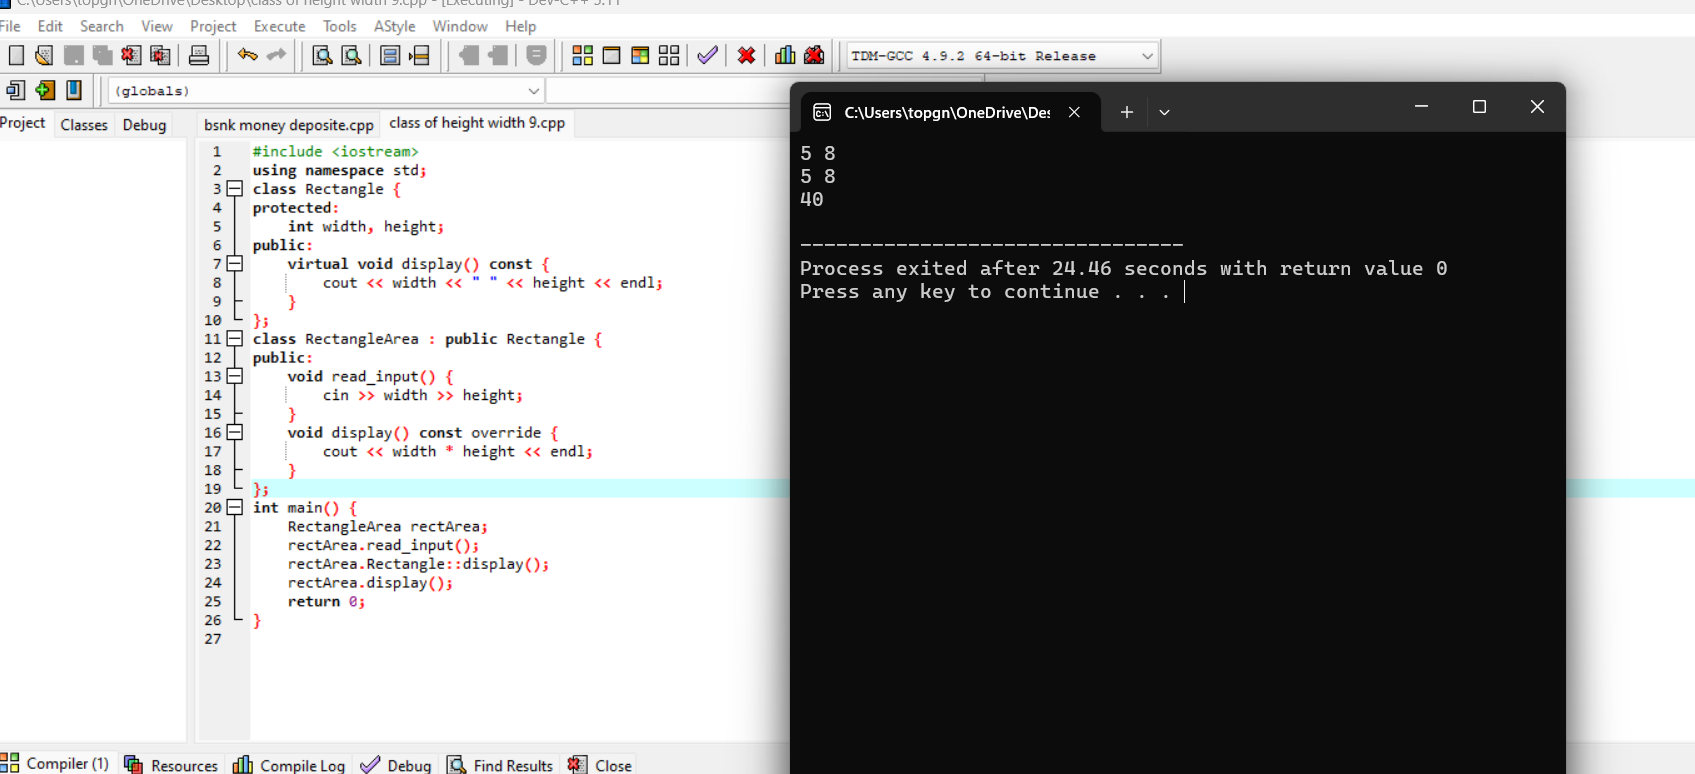 C:\Users\topgn\OneDrive\Desktop\class of height width 9.cpp - [Executing] - Dev-C++ 5.11
File Edit Search View Project Execute Tools AStyle Window Help
TDM-GCC 4.9.2 64-bit Release
(globals)
Project Classes Debug
bsnk money deposite.cpp class of height width 9.cpp
1 #include <iostream>
2 using namespace std;
3 class Rectangle {
4 protected:
5 int width, height;
6 public:
7 virtual void display() const {
8 cout << width << " " << height << endl;
9 }
10 };
11 class RectangleArea : public Rectangle {
12 public:
13 void read_input() {
14 cin >> width >> height;
15 }
16 void display() const override {
17 cout << width * height << endl;
18 }
19 };
20 int main() {
21 RectangleArea rectArea;
22 rectArea.read_input();
23 rectArea.Rectangle::display();
24 rectArea.display();
25 return 0;
26 }
27
C:\Users\topgn\OneDrive\Des
5 8
5 8
40
--------------------------------
Process exited after 24.46 seconds with return value 0
Press any key to continue . . .
Compiler (1) Resources Compile Log Debug Find Results Close